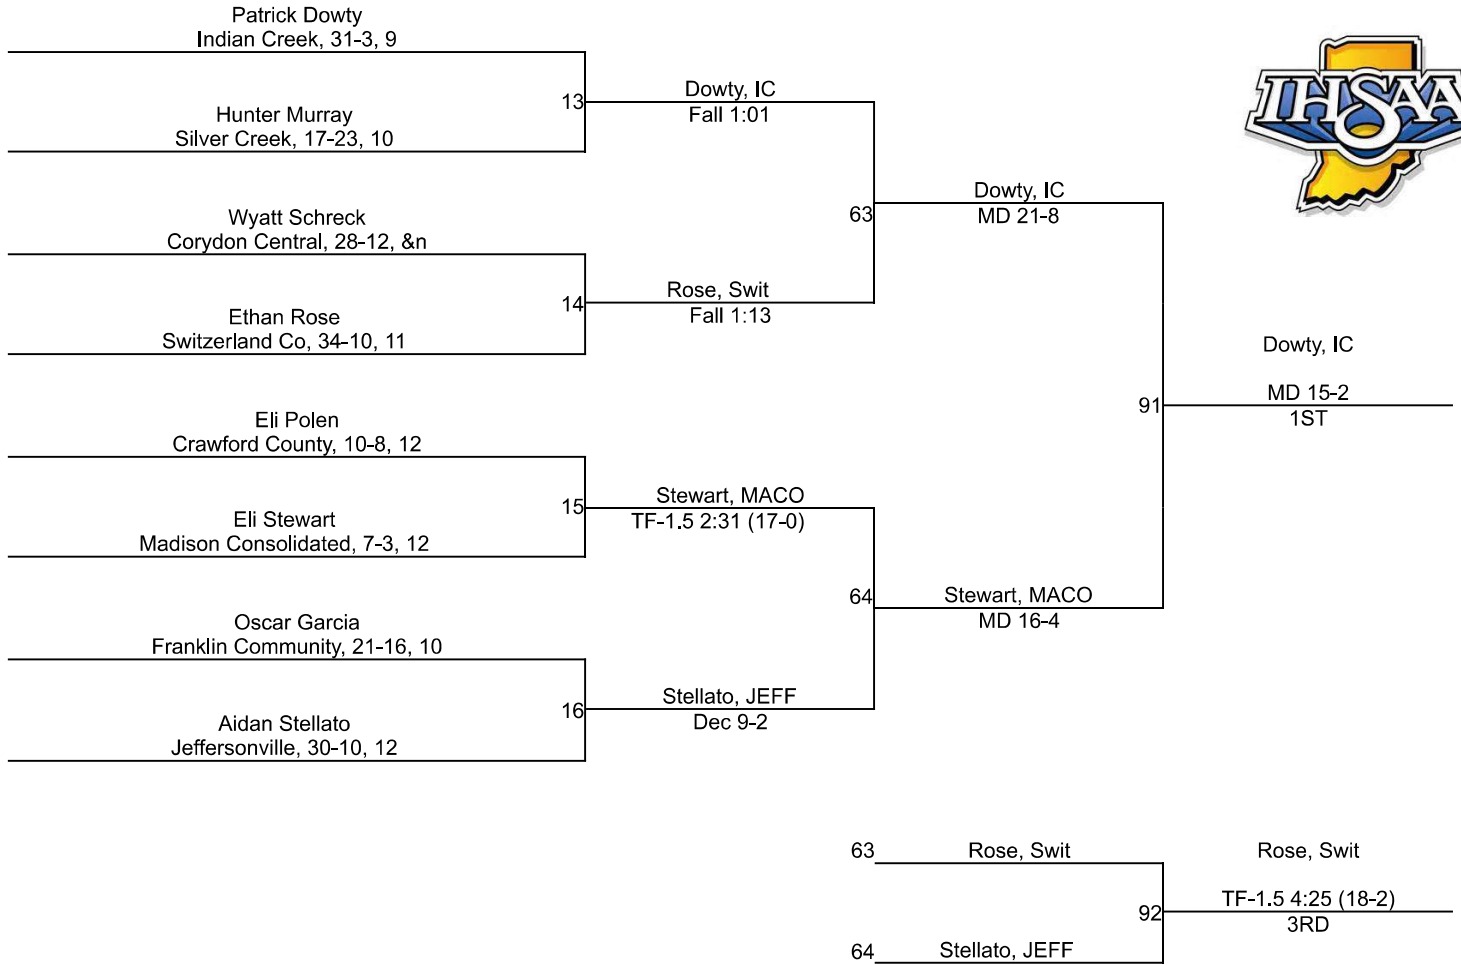 Patrick Dowty
Indian Creek, 31-3, 9
Hunter Murray
Silver Creek, 17-23, 10
13
Dowty, IC
Fall 1:01
Wyatt Schreck
Corydon Central, 28-12, &n
Ethan Rose
Switzerland Co, 34-10, 11
14
Rose, Swit
Fall 1:13
63
Dowty, IC
MD 21-8
Eli Polen
Crawford County, 10-8, 12
Eli Stewart
Madison Consolidated, 7-3, 12
15
Stewart, MACO
TF-1.5 2:31 (17-0)
Oscar Garcia
Franklin Community, 21-16, 10
Aidan Stellato
Jeffersonville, 30-10, 12
16
Stellato, JEFF
Dec 9-2
64
Stewart, MACO
MD 16-4
91
Dowty, IC
MD 15-2
1ST
IHSAA
63
Rose, Swit
64
Stellato, JEFF
92
Rose, Swit
TF-1.5 4:25 (18-2)
3RD